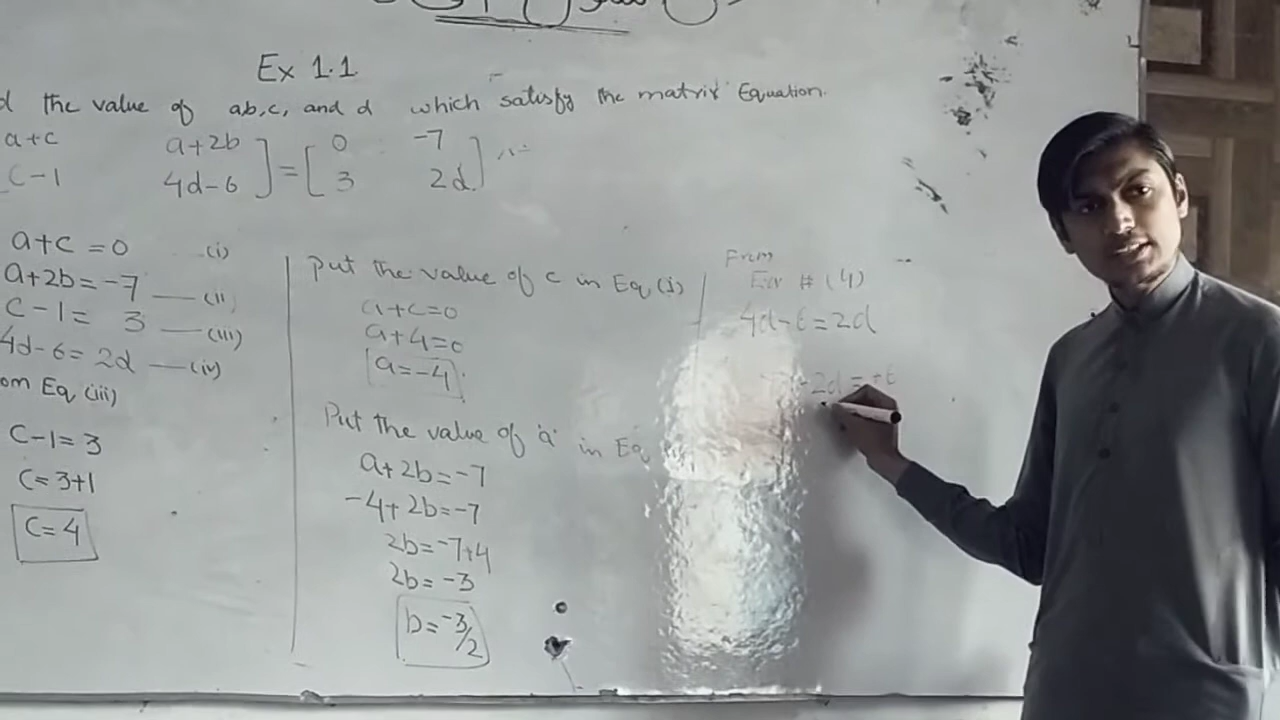 Ex 1.1
the value of ab,c, and d which satisfy the matrix Equation.
a+c a+2b ] = [ 0 -7 ]
c-1 4d-6 3 2d
a+c = 0 (i)
a+2b = -7 — (ii)
c-1 = 3 — (iii)
4d-6 = 2d — (iv)
om Eq (iii)
c-1 = 3
c = 3+1
c = 4
Put the value of c in Eq (i)
a+c=0
a+4=0
a=-4
Put the value of 'a' in Eq
a+2b=-7
-4+2b=-7
2b=-7+4
2b=-3
b=-3/2
From
Eq # (4)
4d-6=2d
-2d=+6